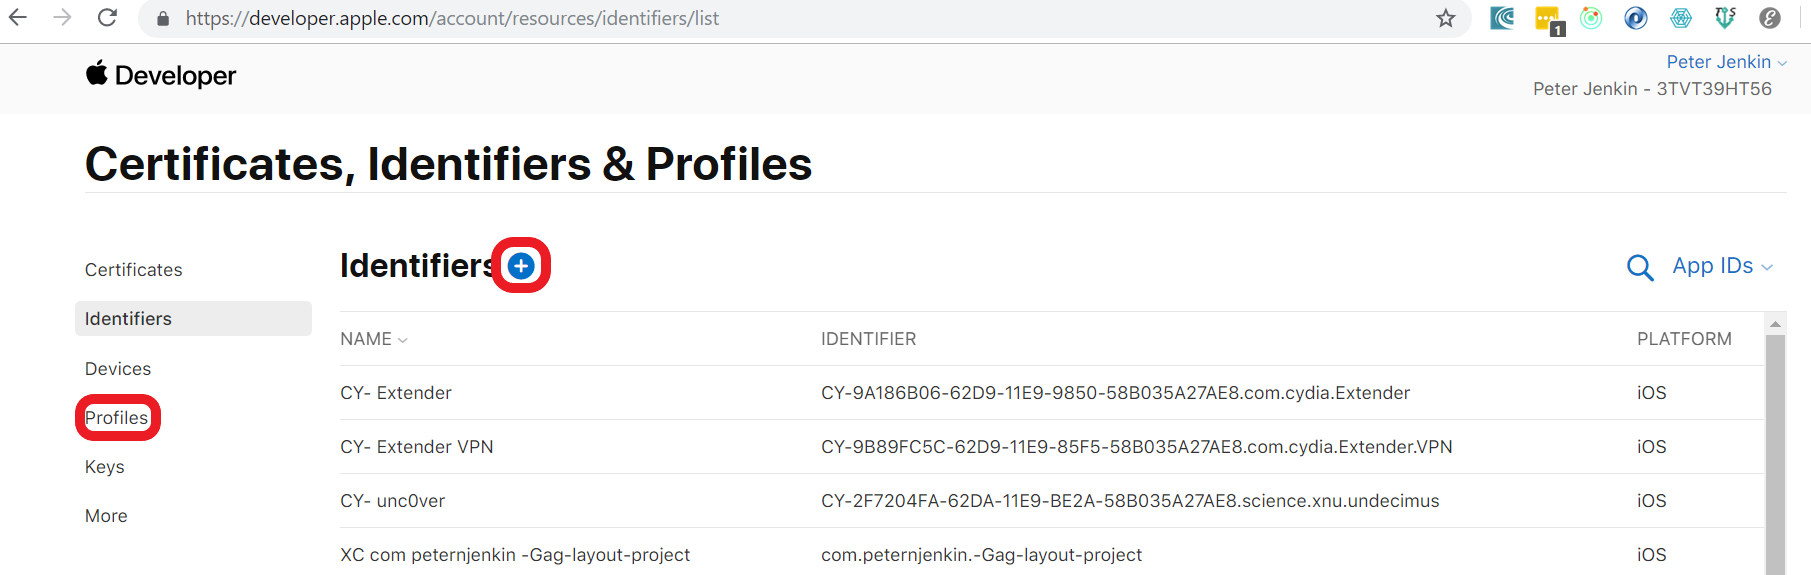 https://developer.apple.com/account/resources/identifiers/list
1
TS
Developer
Peter Jenkin
Peter Jenkin - 3TVT39HT56
Certificates, Identifiers & Profiles
Certificates
Identifiers
Devices
Profiles
Keys
More
Identifiers
App IDs
NAME IDENTIFIER PLATFORM
CY- Extender CY-9A186B06-62D9-11E9-9850-58B035A27AE8.com.cydia.Extender iOS
CY- Extender VPN CY-9B89FC5C-62D9-11E9-85F5-58B035A27AE8.com.cydia.Extender.VPN iOS
CY- unc0ver CY-2F7204FA-62DA-11E9-BE2A-58B035A27AE8.science.xnu.undecimus iOS
XC com peternjenkin -Gag-layout-project com.peternjenkin.-Gag-layout-project iOS